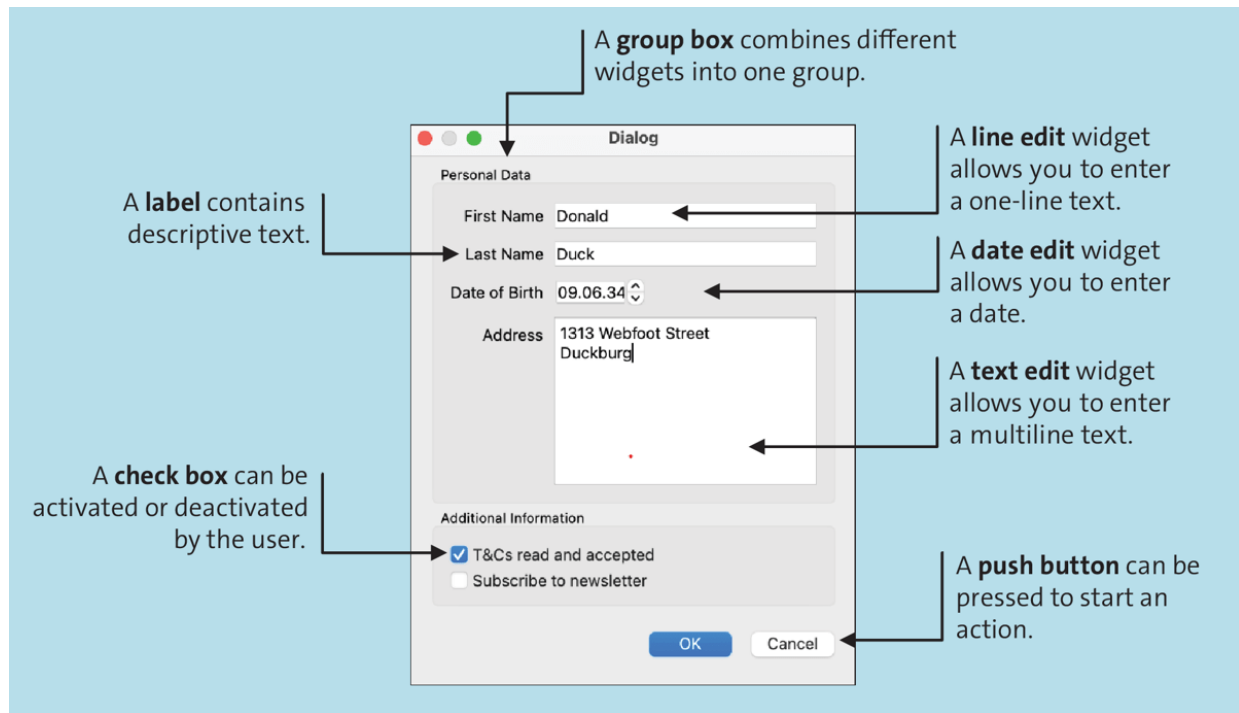 A group box combines different
widgets into one group.
Dialog
Personal Data
A line edit widget
allows you to enter
a one-line text.
A label contains
descriptive text.
First Name Donald
Last Name Duck
A date edit widget
allows you to enter
a date.
Date of Birth 09.06.34
Address 1313 Webfoot Street
Duckburg
A text edit widget
allows you to enter
a multiline text.
A check box can be
activated or deactivated
by the user.
Additional Information
T&Cs read and accepted
Subscribe to newsletter
A push button can be
pressed to start an
action.
OK Cancel